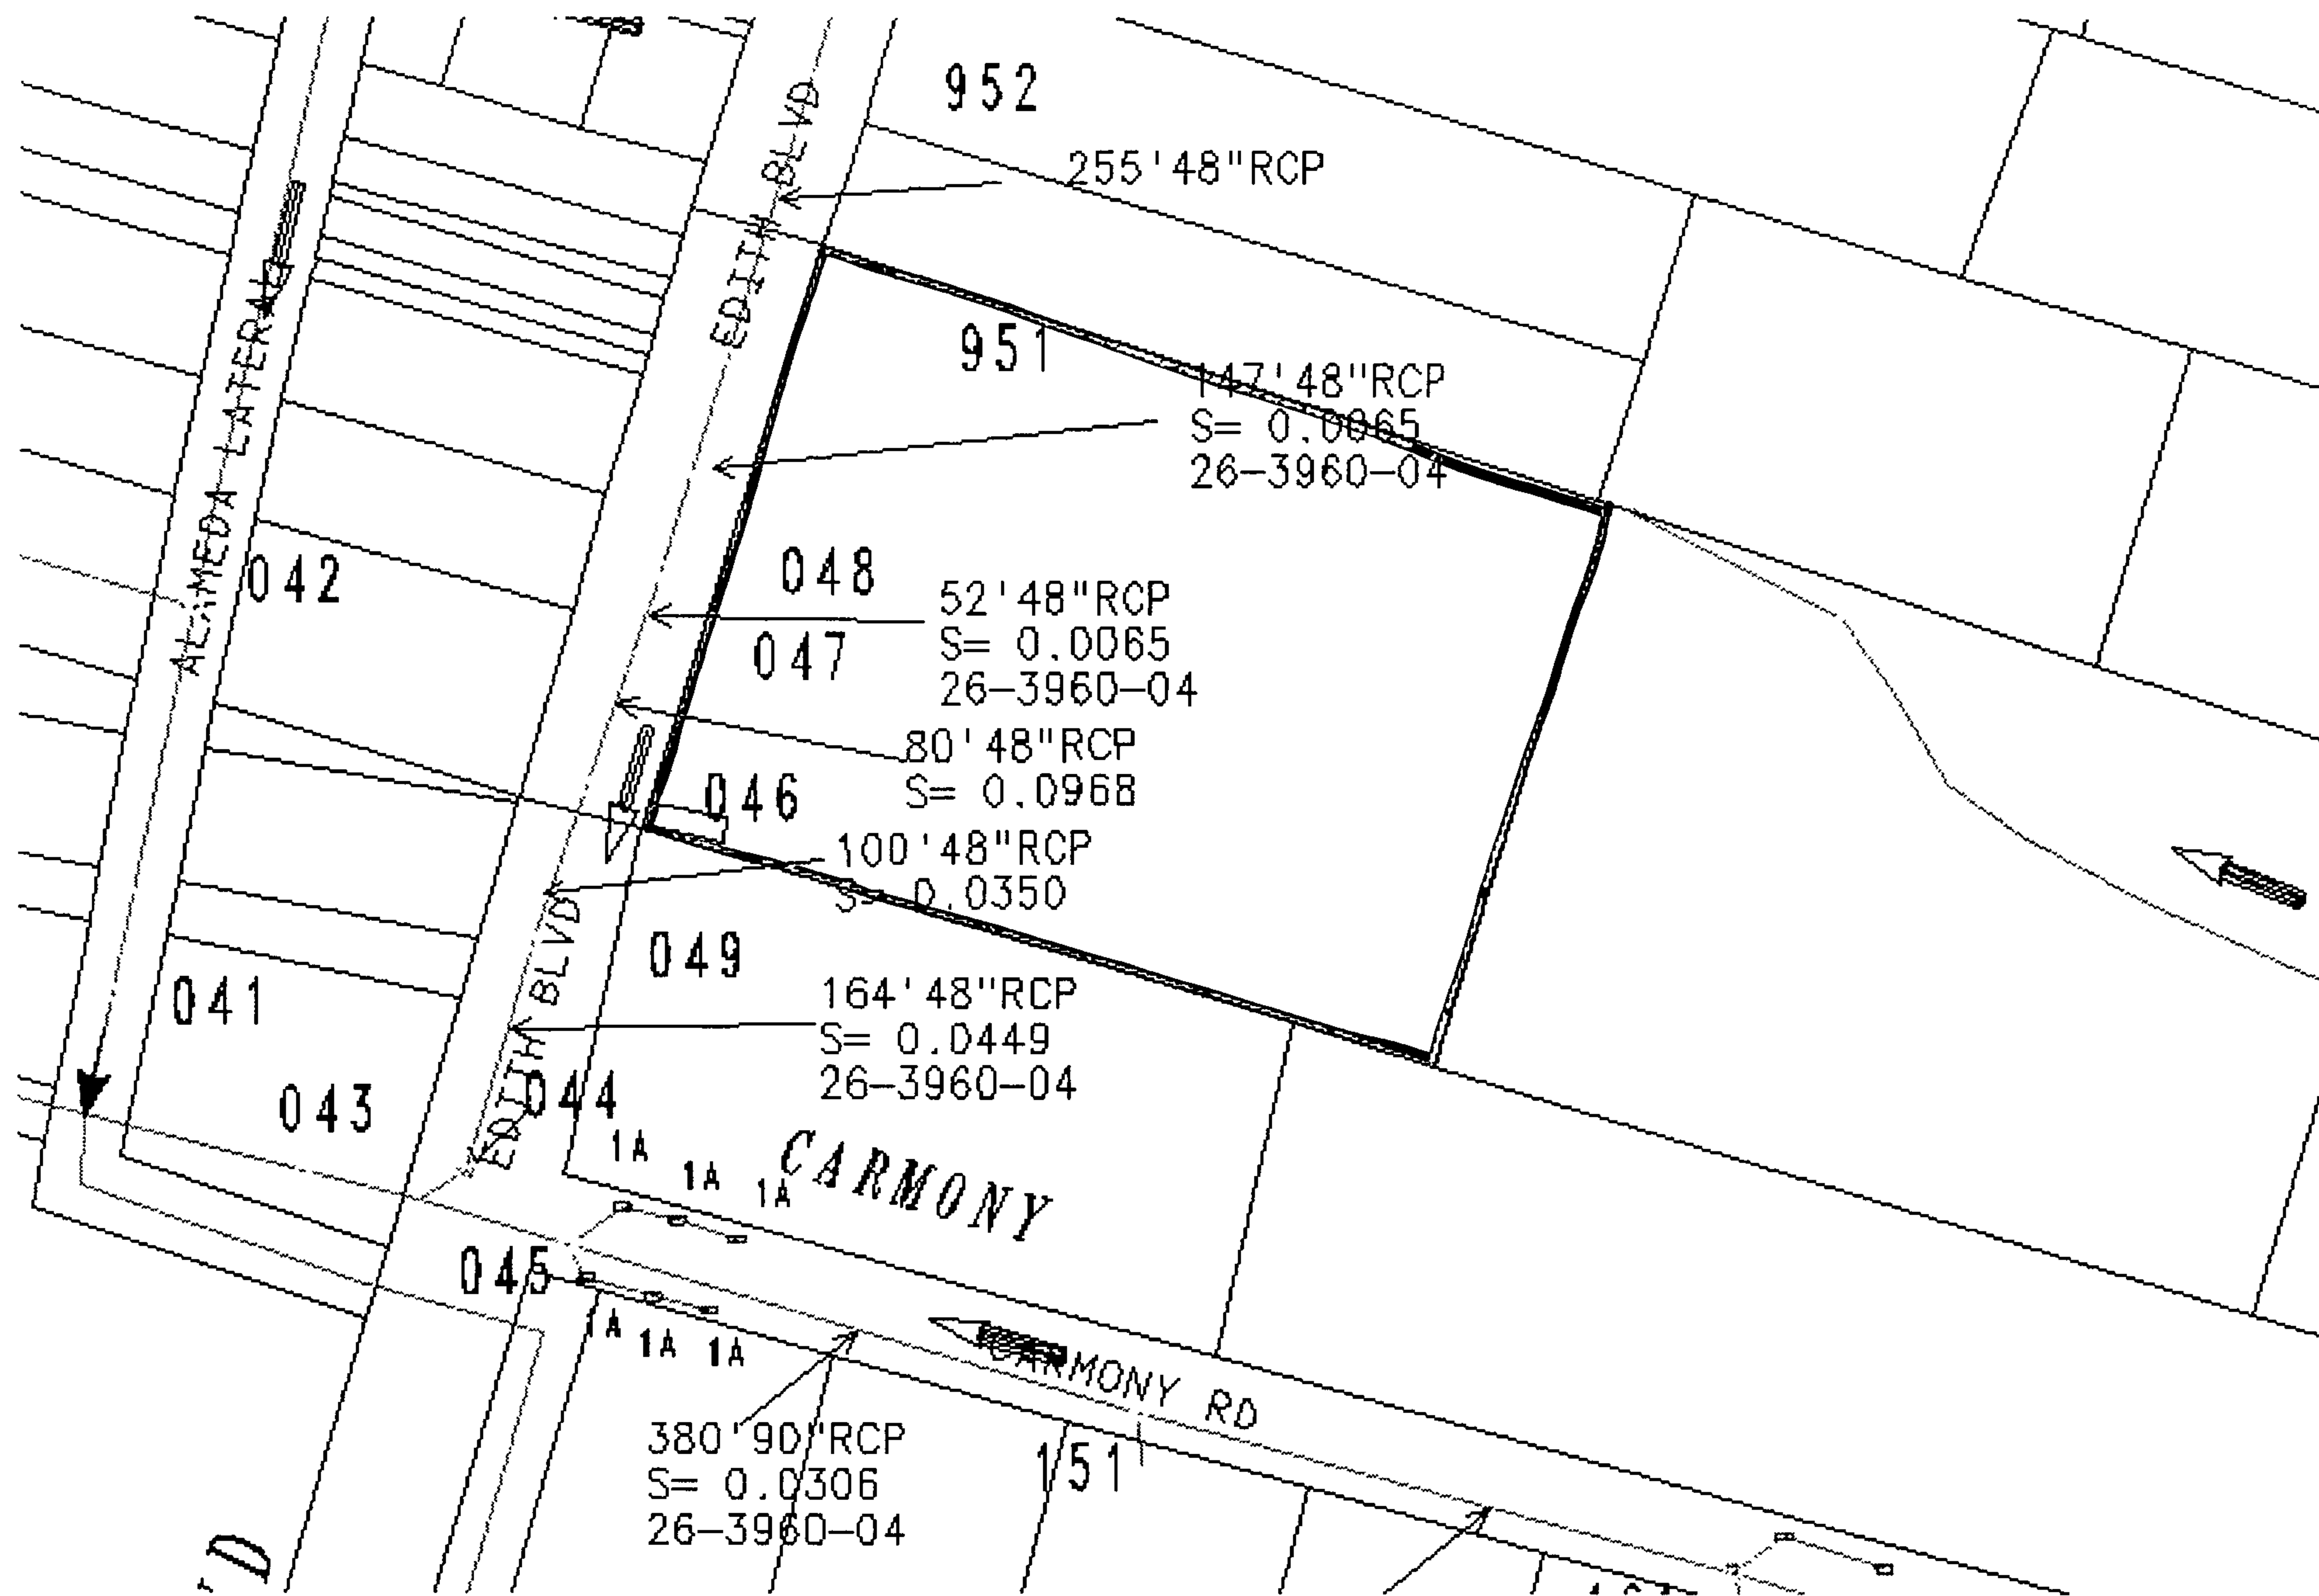 952
EDITH BLVD
255'48"RCP
951
147'48"RCP
S= 0.0065
26-3960-04
ALAMEDA LATERAL
042
048
52'48"RCP
S= 0.0065
26-3960-04
047
80'48"RCP
S= 0.0968
046
100'48"RCP
S= 0.0350
EDITH BLVD
049
041
164'48"RCP
S= 0.0449
26-3960-04
043
044
1A
1A
1A
CARMONY
045
1A
1A
1A
CARMONY RD
380'90"RCP
S= 0.0306
26-3960-04
151
D